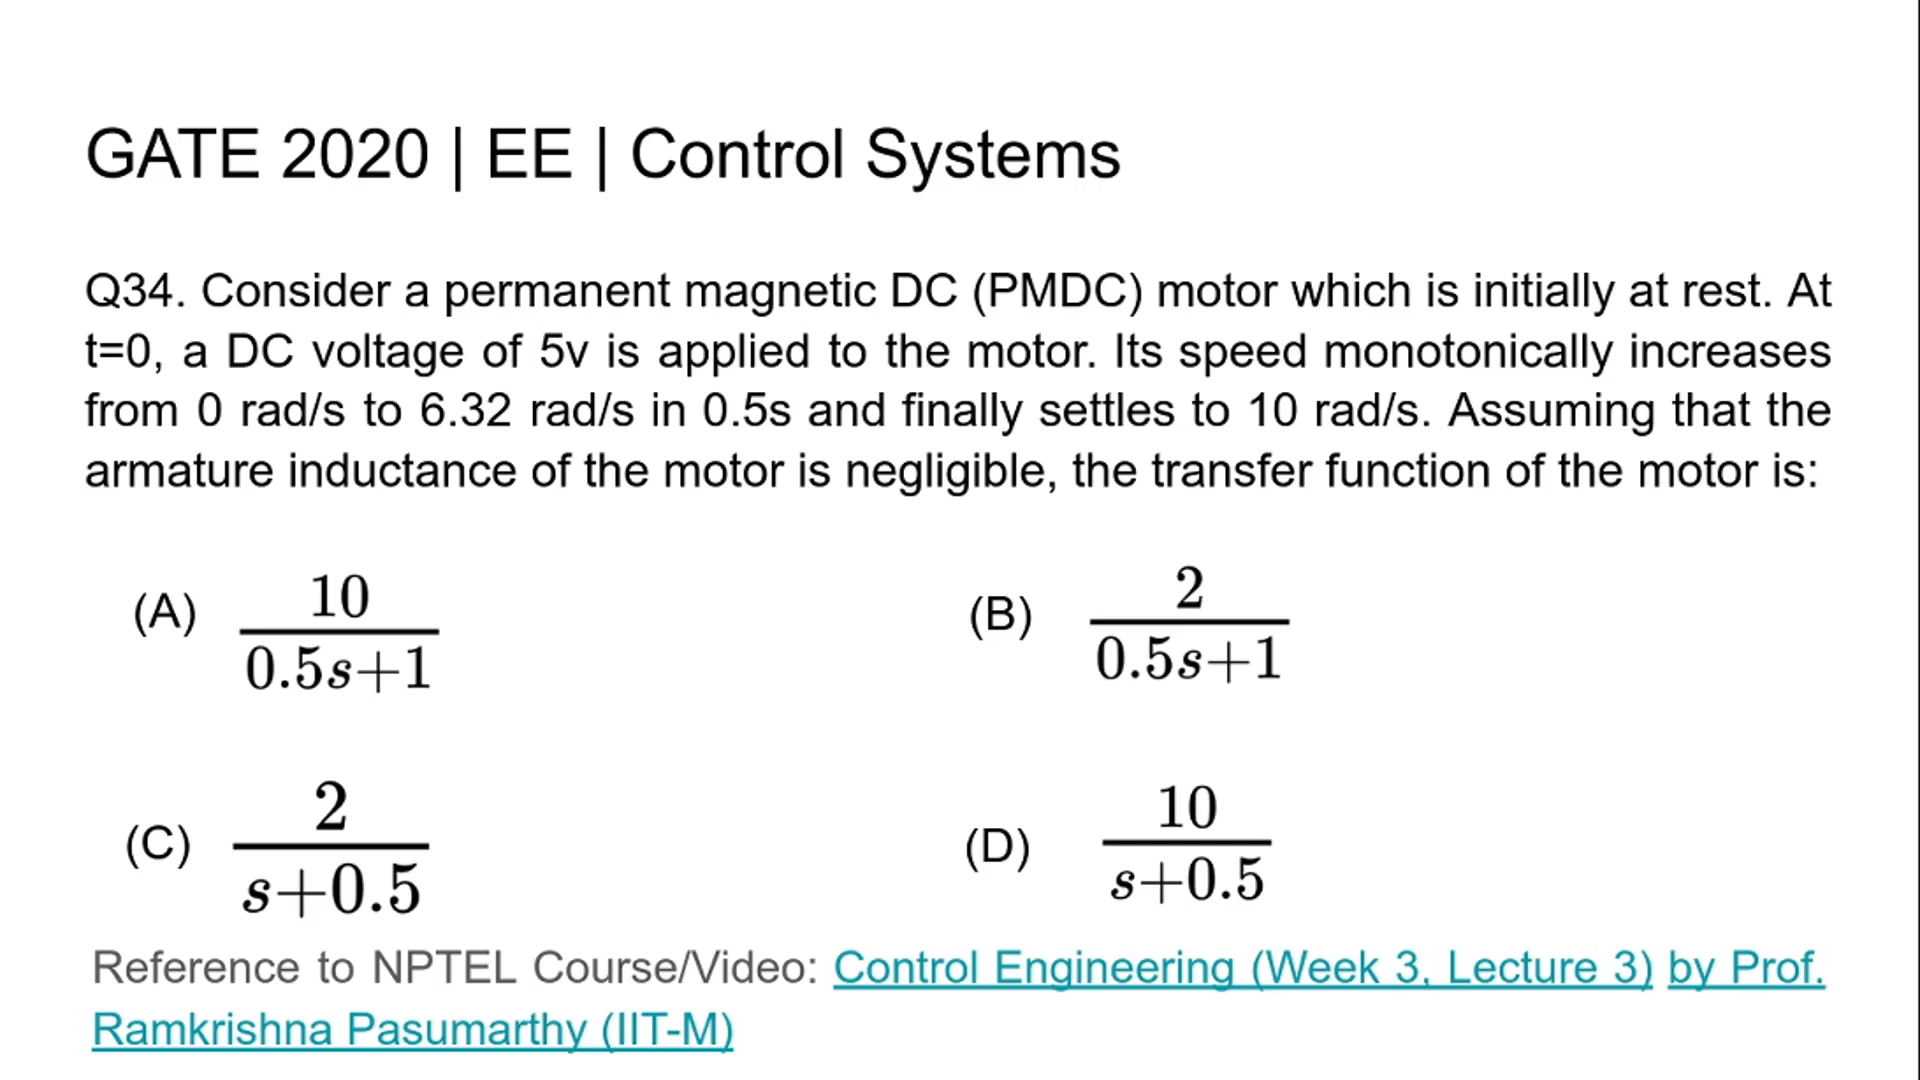 GATE 2020 | EE | Control Systems
Q34. Consider a permanent magnetic DC (PMDC) motor which is initially at rest. At
t=0, a DC voltage of 5v is applied to the motor. Its speed monotonically increases
from 0 rad/s to 6.32 rad/s in 0.5s and finally settles to 10 rad/s. Assuming that the
armature inductance of the motor is negligible, the transfer function of the motor is:
(A) 10
0.5s+1
(B) 2
0.5s+1
(C) 2
s+0.5
(D) 10
s+0.5
Reference to NPTEL Course/Video: Control Engineering (Week 3, Lecture 3) by Prof.
Ramkrishna Pasumarthy (IIT-M)